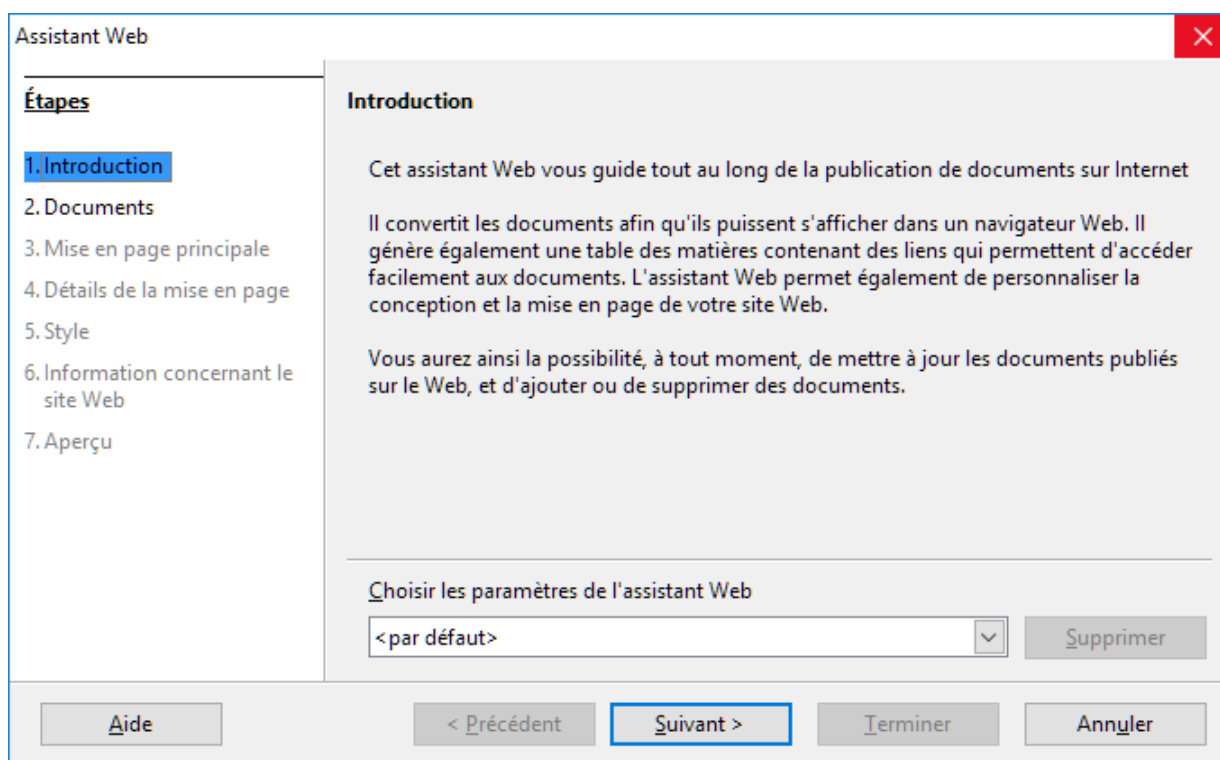 Assistant Web
Étapes
1. Introduction
2. Documents
3. Mise en page principale
4. Détails de la mise en page
5. Style
6. Information concernant le
site Web
7. Aperçu
Introduction
Cet assistant Web vous guide tout au long de la publication de documents sur Internet
Il convertit les documents afin qu'ils puissent s'afficher dans un navigateur Web. Il
génère également une table des matières contenant des liens qui permettent d'accéder
facilement aux documents. L'assistant Web permet également de personnaliser la
conception et la mise en page de votre site Web.
Vous aurez ainsi la possibilité, à tout moment, de mettre à jour les documents publiés
sur le Web, et d'ajouter ou de supprimer des documents.
Choisir les paramètres de l'assistant Web
<par défaut>
Supprimer
Aide
< Précédent
Suivant >
Terminer
Annuler